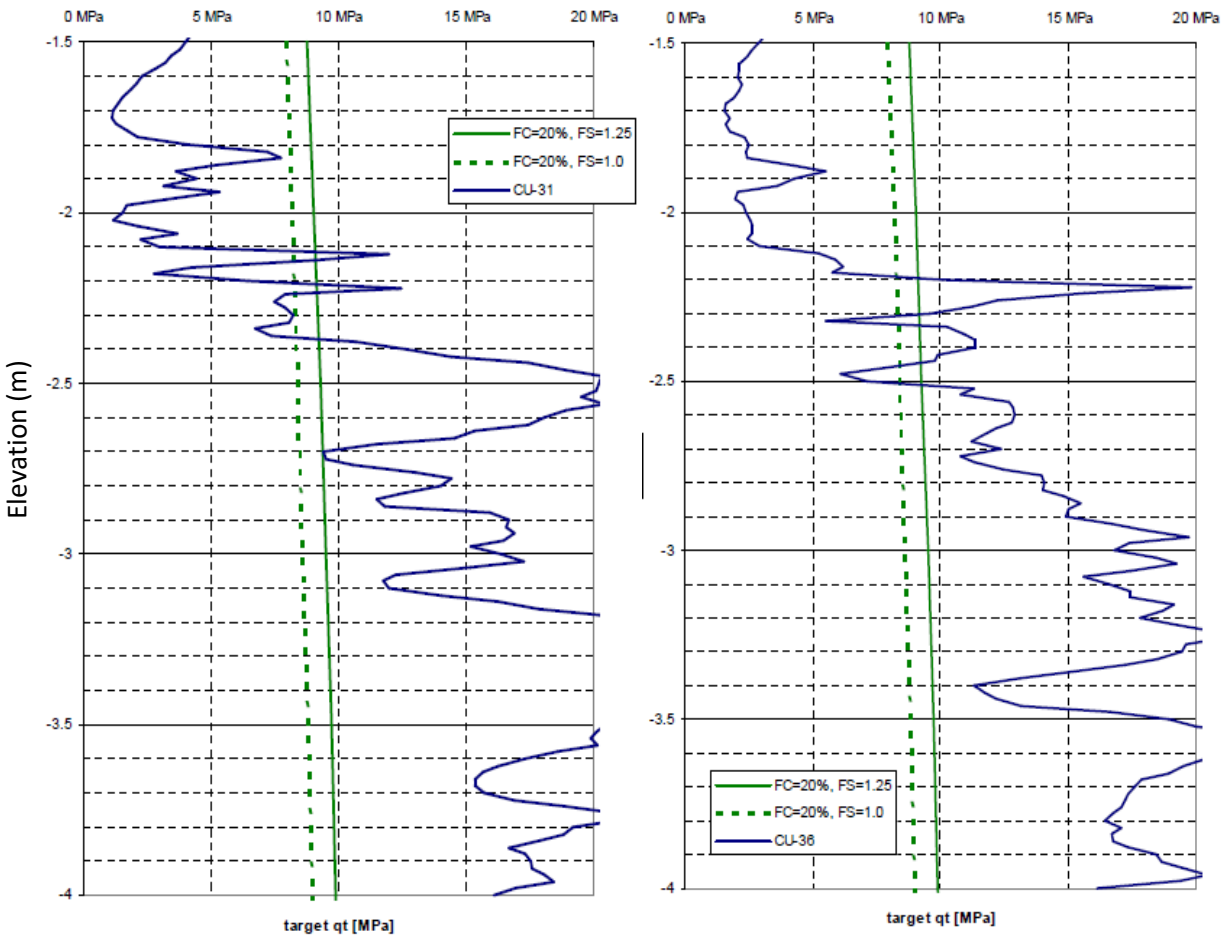 0 MPa 5 MPa 10 MPa 15 MPa 20 MPa
-1.5
-2
-2.5
-3
-3.5
-4
Elevation (m)
FC=20%, FS=1.25
FC=20%, FS=1.0
CU-31
target qt [MPa]
0 MPa 5 MPa 10 MPa 15 MPa 20 MPa
-1.5
-2
-2.5
-3
-3.5
-4
FC=20%, FS=1.25
FC=20%, FS=1.0
CU-36
target qt [MPa]